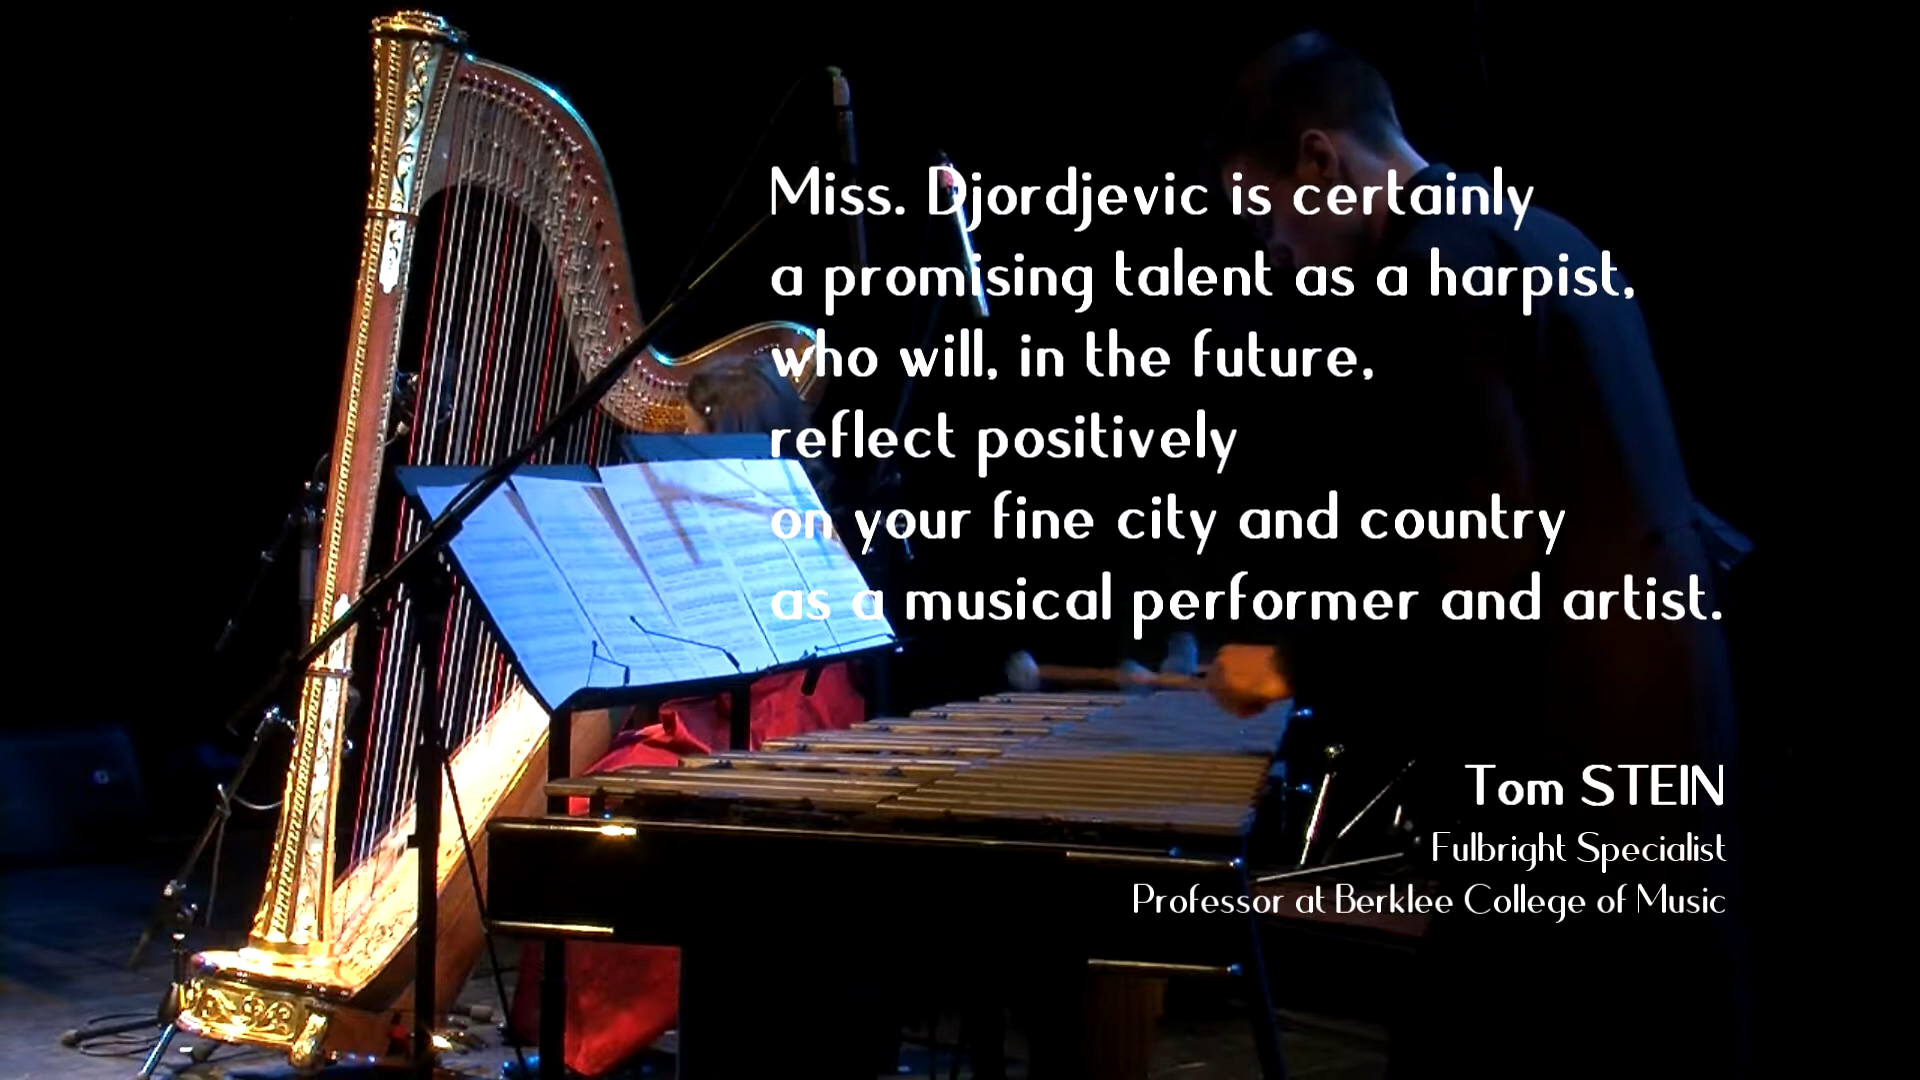 Miss. Djordjevic is certainly
a promising talent as a harpist,
who will, in the future,
reflect positively
on your fine city and country
as a musical performer and artist.
Tom STEIN
Fulbright Specialist
Professor at Berklee College of Music